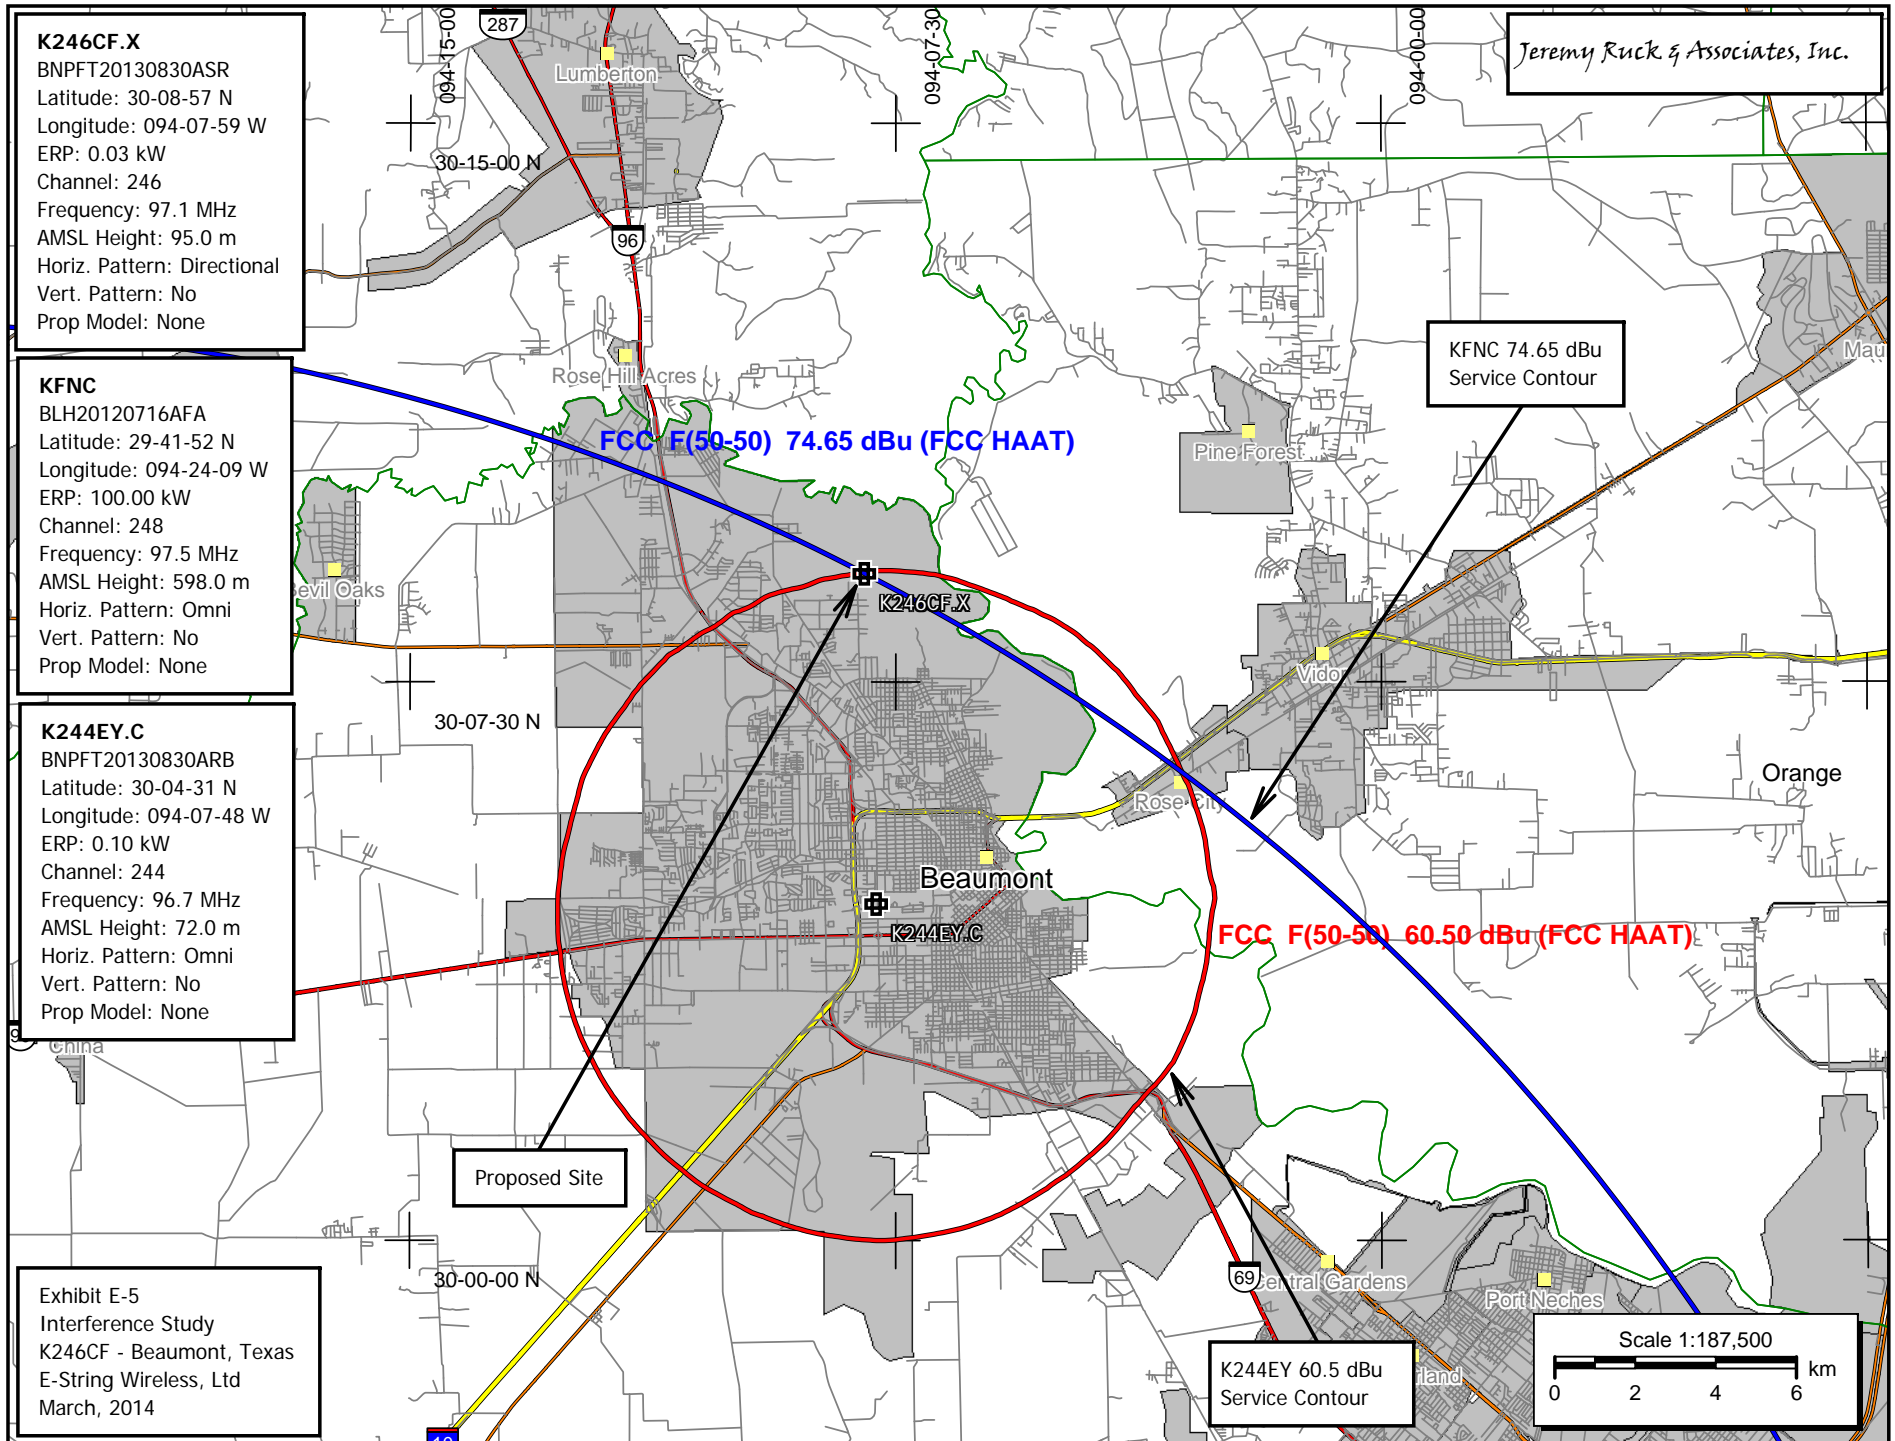 K246CF.X
BNPFT20130830ASR
Latitude: 30-08-57 N
Longitude: 094-07-59 W
ERP: 0.03 kW
Channel: 246
Frequency: 97.1 MHz
AMSL Height: 95.0 m
Horiz. Pattern: Directional
Vert. Pattern: No
Prop Model: None
KFNC
BLH20120716AFA
Latitude: 29-41-52 N
Longitude: 094-24-09 W
ERP: 100.00 kW
Channel: 248
Frequency: 97.5 MHz
AMSL Height: 598.0 m
Horiz. Pattern: Omni
Vert. Pattern: No
Prop Model: None
K244EY.C
BNPFT20130830ARB
Latitude: 30-04-31 N
Longitude: 094-07-48 W
ERP: 0.10 kW
Channel: 244
Frequency: 96.7 MHz
AMSL Height: 72.0 m
Horiz. Pattern: Omni
Vert. Pattern: No
Prop Model: None
Exhibit E-5
Interference Study
K246CF - Beaumont, Texas
E-String Wireless, Ltd
March, 2014
Jeremy Ruck & Associates, Inc.
094-15-00
094-07-30
094-00-00
287
Lumberton
30-15-00 N
96
Rose Hill Acres
KFNC 74.65 dBu
Service Contour
Mau
FCC F(50-50) 74.65 dBu (FCC HAAT)
Pine Forest
Bevil Oaks
K246CF.X
Vidor
30-07-30 N
Orange
Rose City
Beaumont
K244EY.C
FCC F(50-50) 60.50 dBu (FCC HAAT)
China
Proposed Site
30-00-00 N
69
Central Gardens
Port Neches
K244EY 60.5 dBu
Service Contour
rland
Scale 1:187,500
km
0 2 4 6